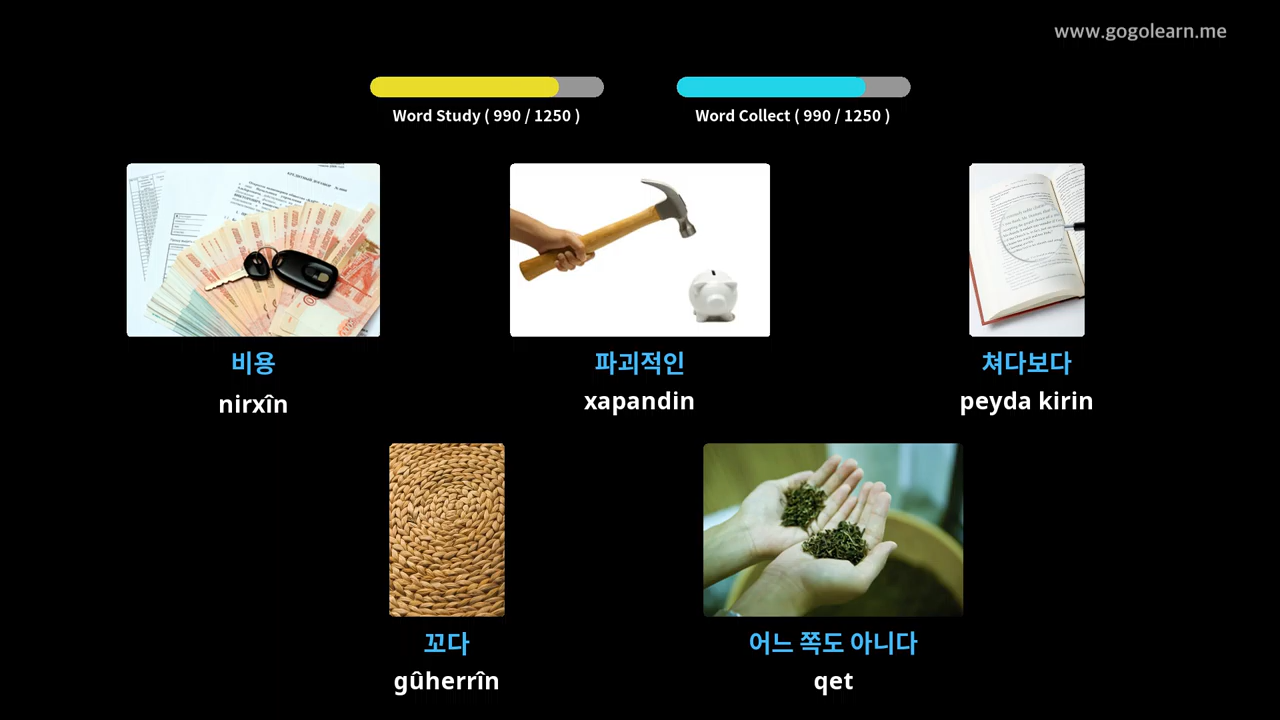 www.gogolearn.me
Word Study ( 990 / 1250 )
Word Collect ( 990 / 1250 )
비용
nirxîn
파괴적인
xapandin
쳐다보다
peyda kirin
꼬다
gûherrîn
어느 쪽도 아니다
qet